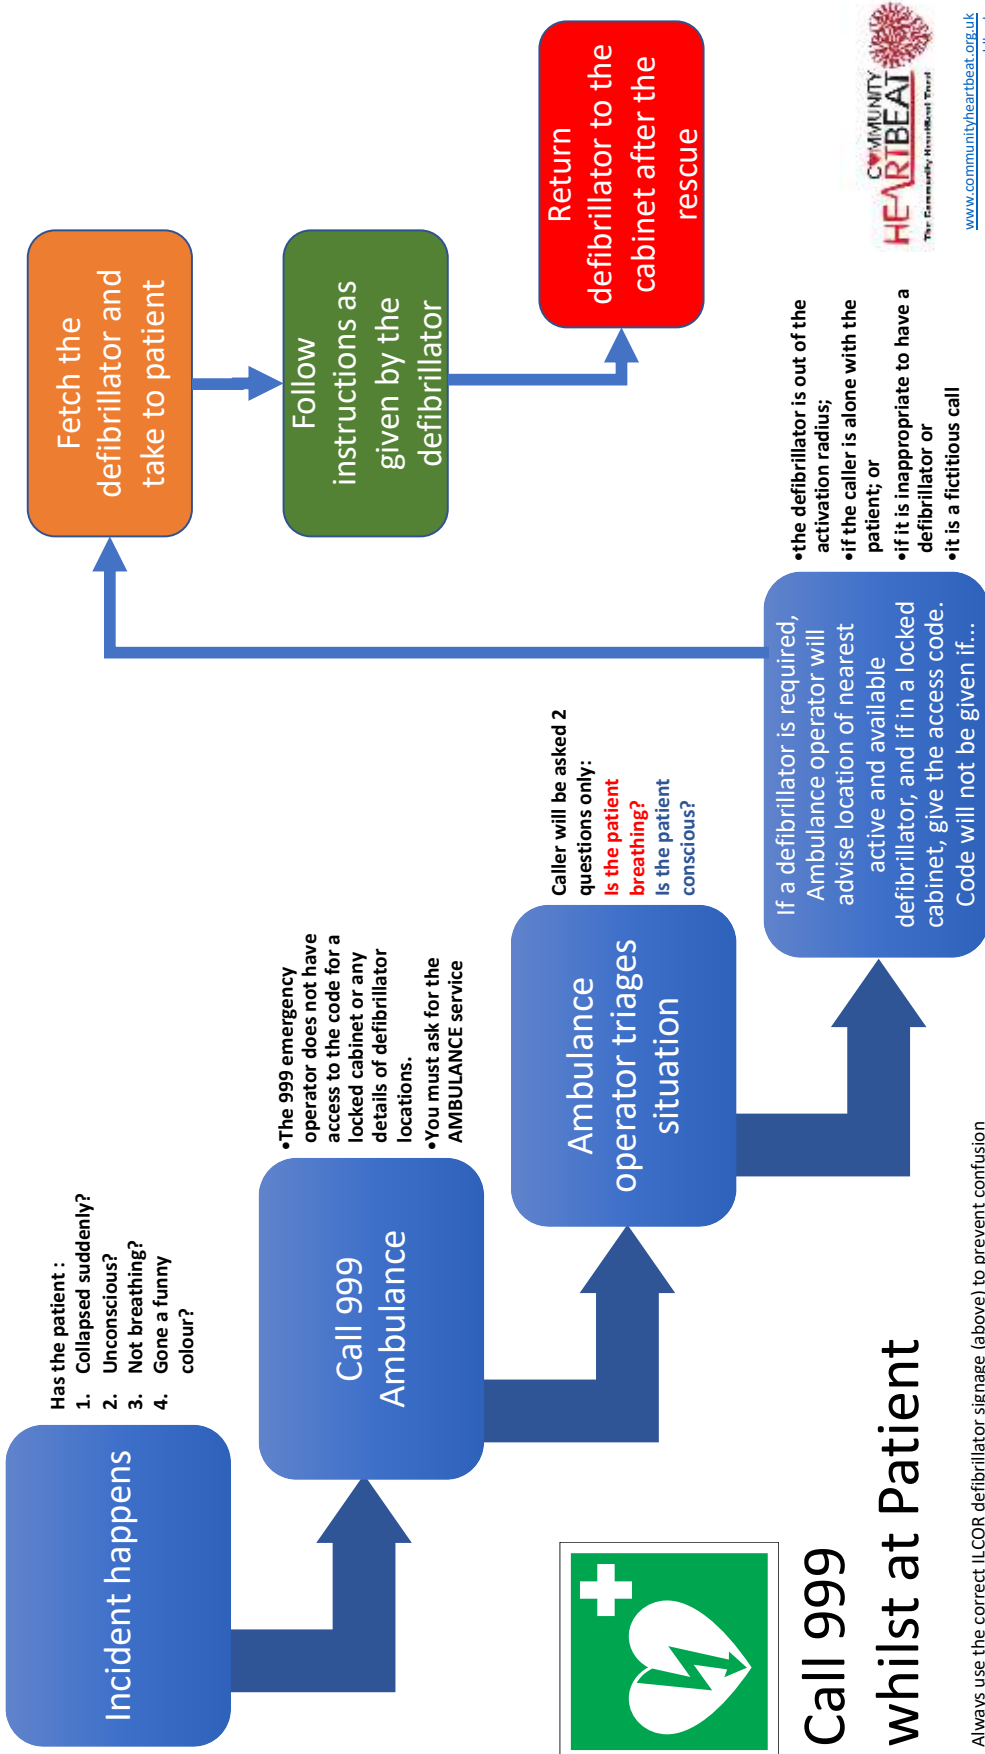 Incident happens
Has the patient :
1. Collapsed suddenly?
2. Unconscious?
3. Not breathing?
4. Gone a funny
colour?
Call 999
Ambulance
•The 999 emergency
operator does not have
access to the code for a
locked cabinet or any
details of defibrillator
locations.
•You must ask for the
AMBULANCE service
Ambulance
operator triages
situation
Caller will be asked 2
questions only:
Is the patient
breathing?
Is the patient
conscious?
If a defibrillator is required,
Ambulance operator will
advise location of nearest
active and available
defibrillator, and if in a locked
cabinet, give the access code.
Code will not be given if...
•the defibrillator is out of the
activation radius;
•if the caller is alone with the
patient; or
•if it is inappropriate to have a
defibrillator or
•it is a fictitious call
Fetch the
defibrillator and
take to patient
Follow
instructions as
given by the
defibrillator
Return
defibrillator to the
cabinet after the
rescue
Call 999
whilst at Patient
Always use the correct ILCOR defibrillator signage (above) to prevent confusion
COMMUNITY
HEARTBEAT
The Community HeartBeat Trust
www.communityheartbeat.org.uk